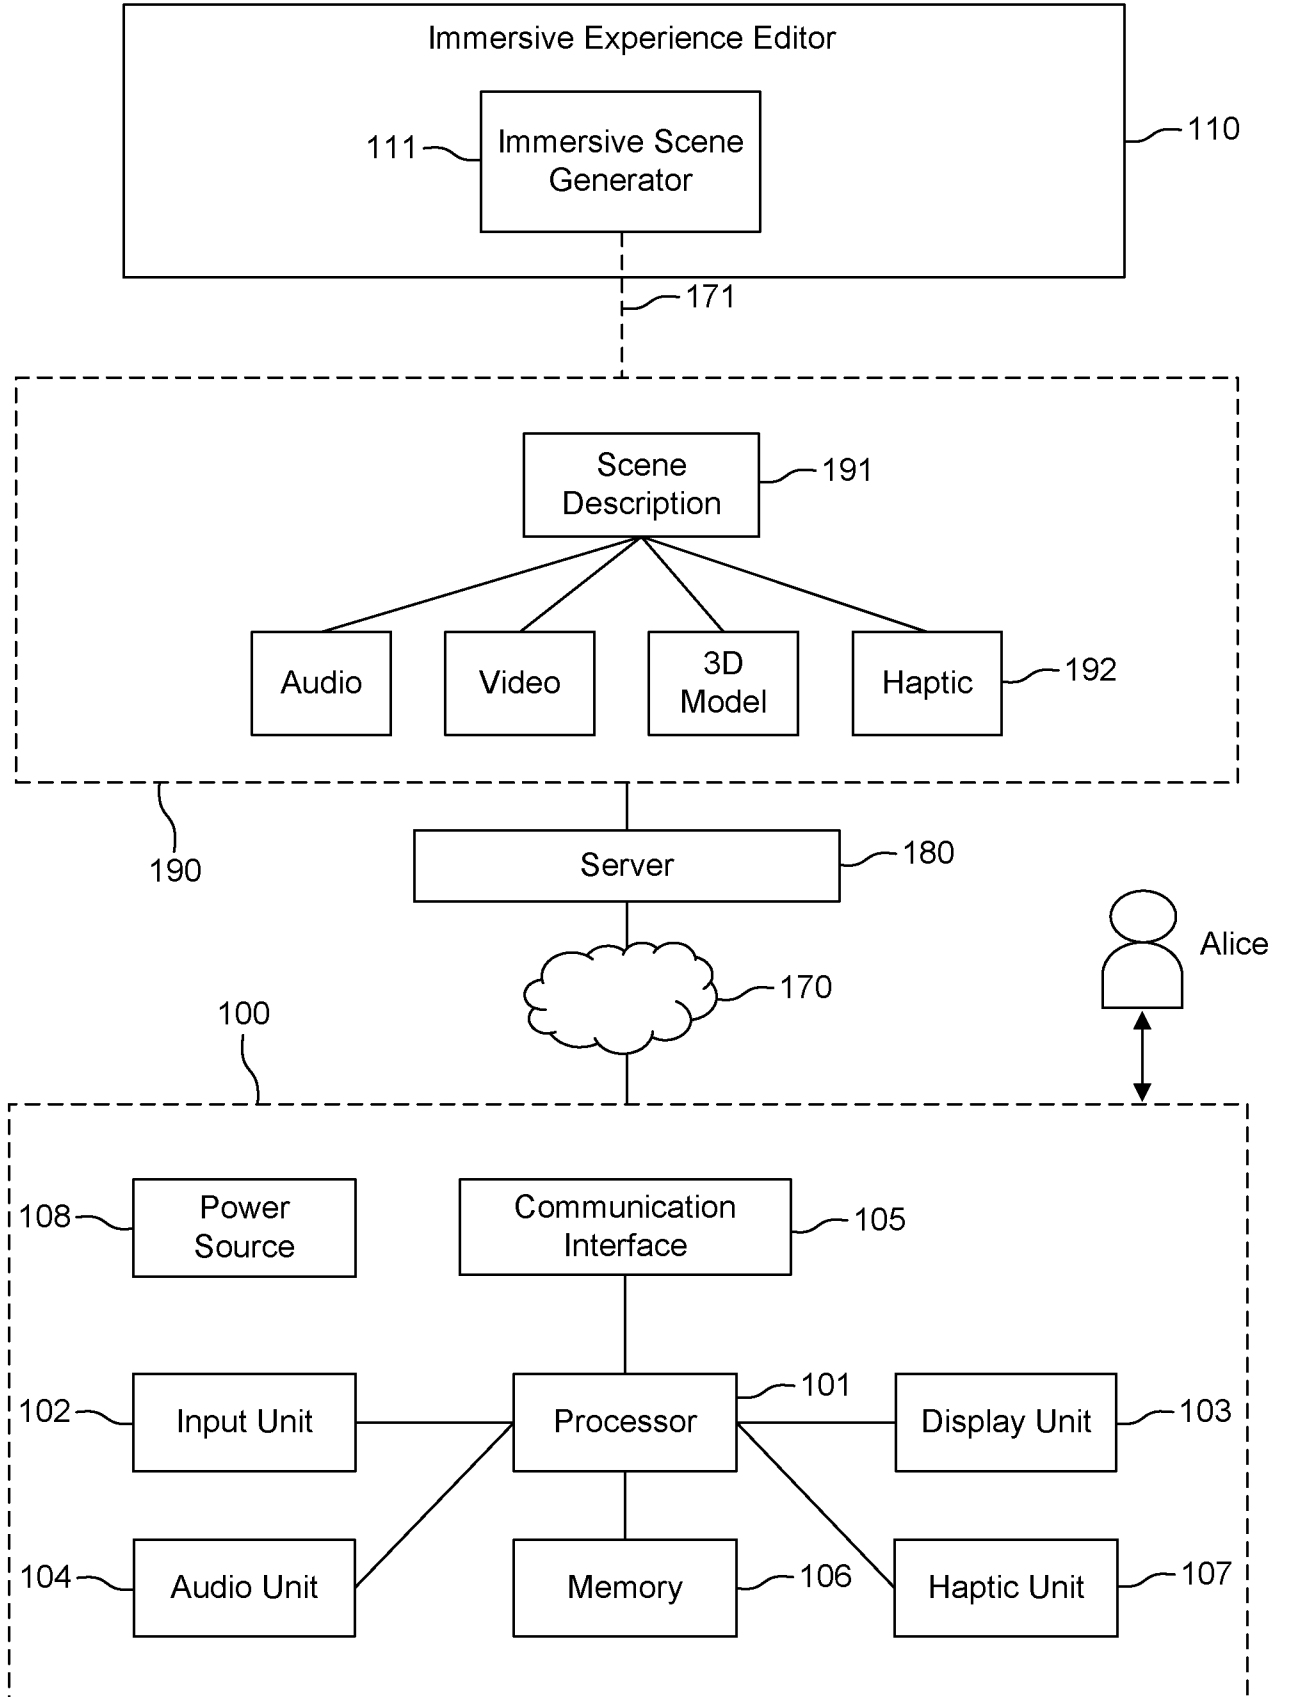 Immersive Experience Editor
110
111
Immersive Scene
Generator
171
Scene
Description
191
Audio
Video
3D
Model
Haptic
192
190
Server
180
Alice
170
100
108
Power
Source
Communication
Interface
105
102
Input Unit
Processor
101
Display Unit
103
104
Audio Unit
Memory
106
Haptic Unit
107